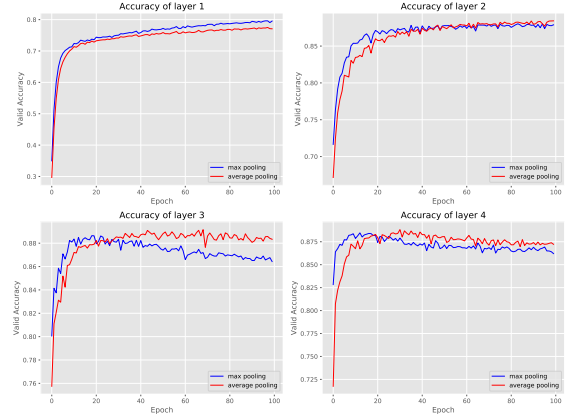 Accuracy of layer 1
0.8
0.7
0.6
0.5
0.4
0.3
Valid Accuracy
0 20 40 60 80 100
Epoch
max pooling
average pooling
Accuracy of layer 2
0.85
0.80
0.75
0.70
Valid Accuracy
0 20 40 60 80 100
Epoch
max pooling
average pooling
Accuracy of layer 3
0.88
0.86
0.84
0.82
0.80
0.78
0.76
Valid Accuracy
0 20 40 60 80 100
Epoch
max pooling
average pooling
Accuracy of layer 4
0.875
0.850
0.825
0.800
0.775
0.750
0.725
Valid Accuracy
0 20 40 60 80 100
Epoch
max pooling
average pooling